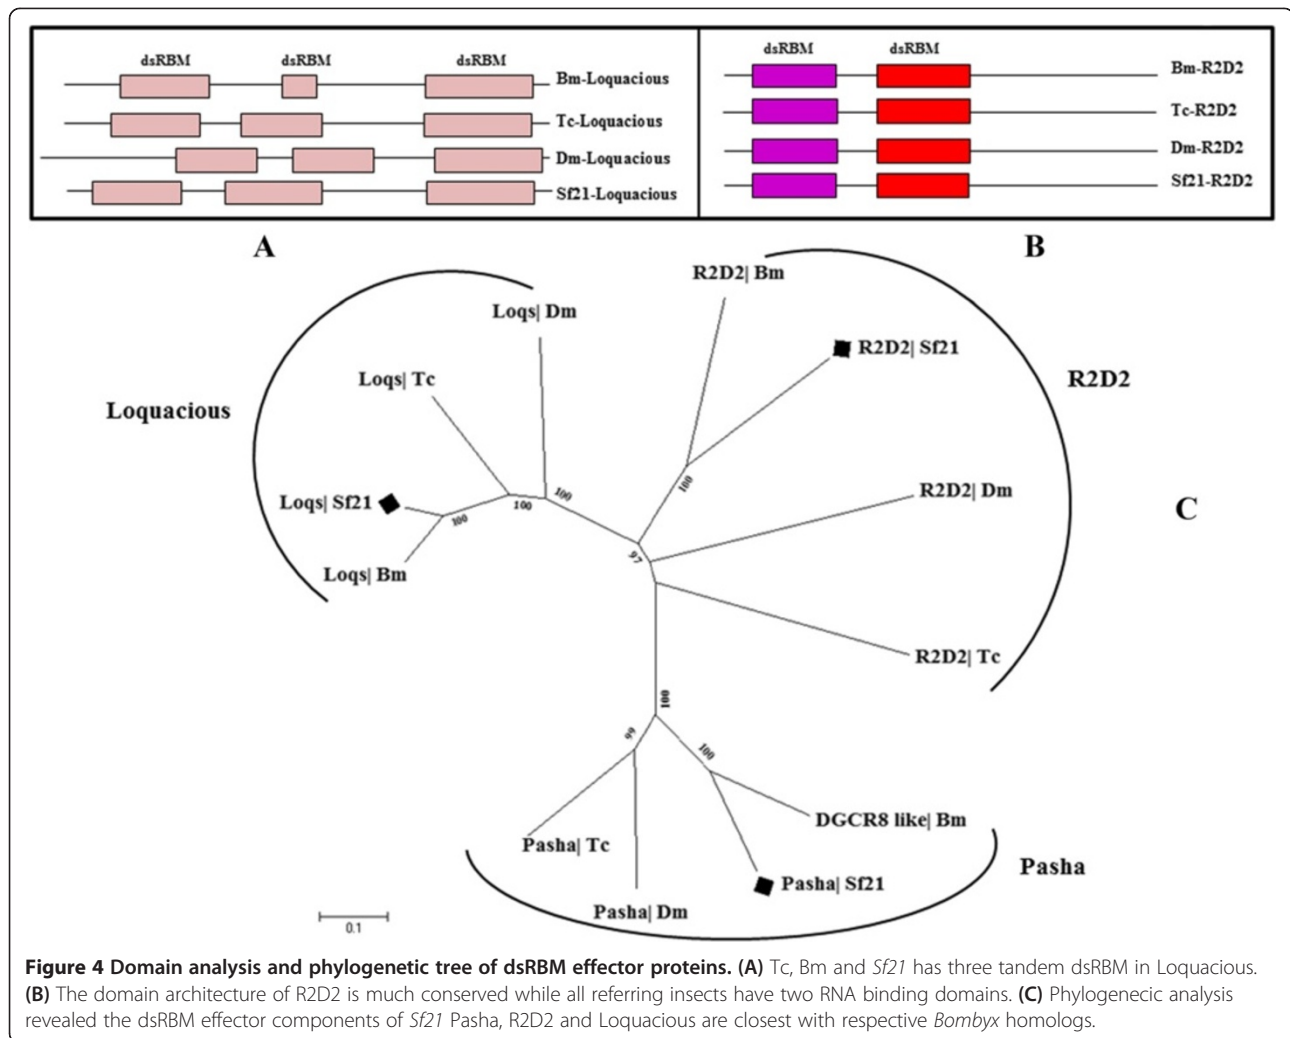 dsRBM dsRBM dsRBM
Bm-Loquacious
Tc-Loquacious
Dm-Loquacious
Sf21-Loquacious
A
dsRBM dsRBM
Bm-R2D2
Tc-R2D2
Dm-R2D2
Sf21-R2D2
B
R2D2| Bm
Loqs| Dm
R2D2| Sf21
Loqs| Tc
R2D2
Loquacious
100
R2D2| Dm
100
Loqs| Sf21
100
C
100
97
Loqs| Bm
R2D2| Tc
100
99
100
DGCR8 like| Bm
Pasha| Tc
Pasha
Pasha| Sf21
Pasha| Dm
0.1
Figure 4 Domain analysis and phylogenetic tree of dsRBM effector proteins. (A) Tc, Bm and Sf21 has three tandem dsRBM in Loquacious.
(B) The domain architecture of R2D2 is much conserved while all referring insects have two RNA binding domains. (C) Phylogenecic analysis
revealed the dsRBM effector components of Sf21 Pasha, R2D2 and Loquacious are closest with respective Bombyx homologs.